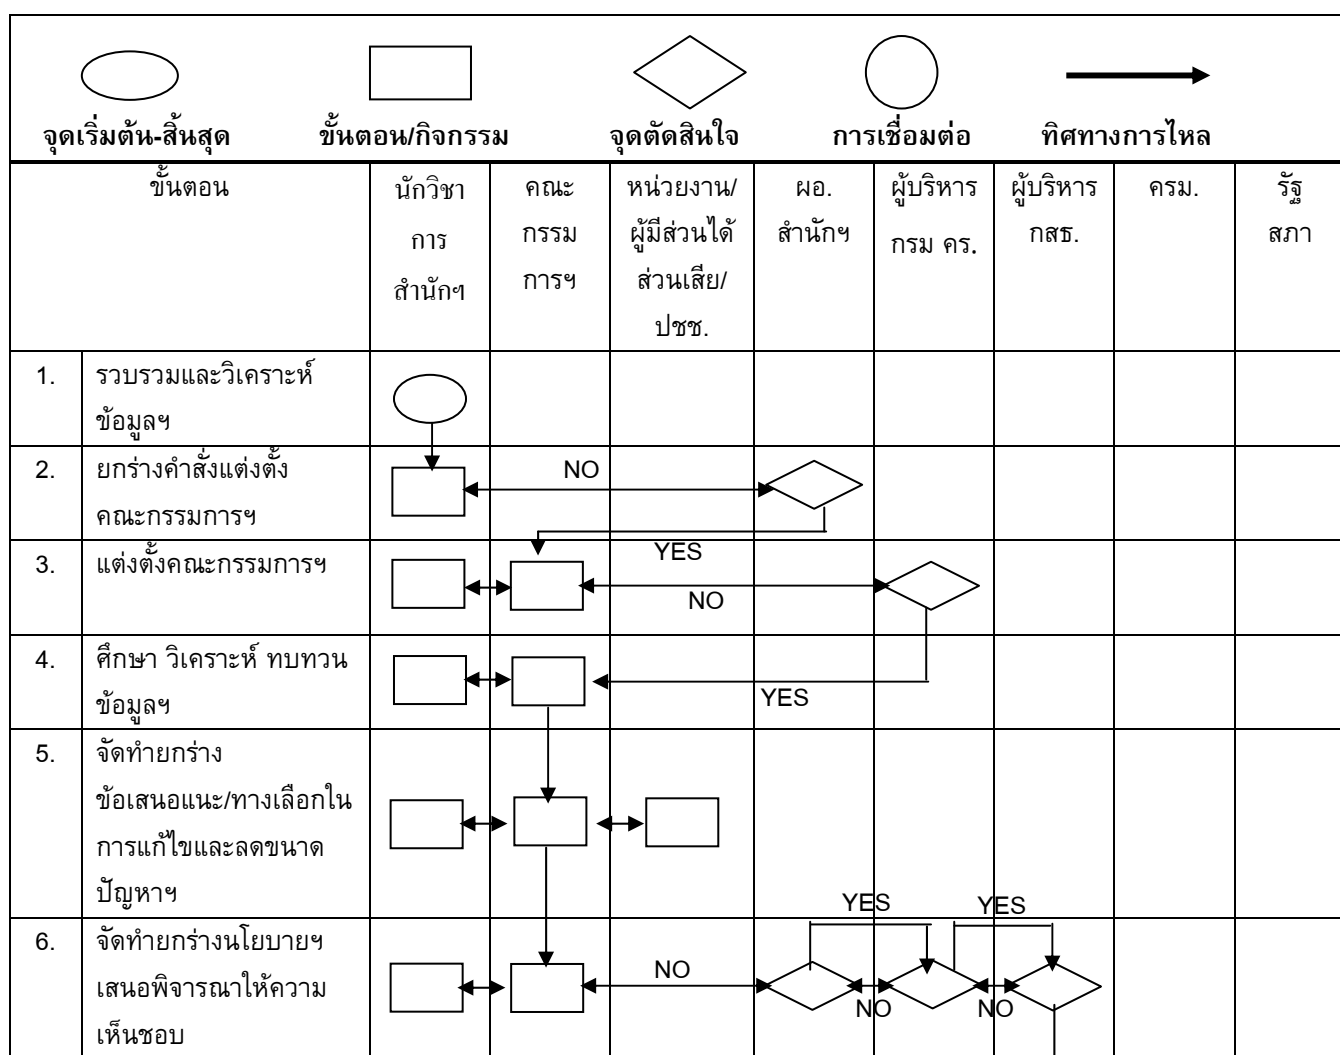 จุดเริ่มต้น-สิ้นสุด ขั้นตอน/กิจกรรม จุดตัดสินใจ การเชื่อมต่อ ทิศทางการไหล
ขั้นตอน
นักวิชา
การ
สำนักฯ
คณะ
กรรม
การฯ
หน่วยงาน/
ผู้มีส่วนได้
ส่วนเสีย/
ปชช.
ผอ.
สำนักฯ
ผู้บริหาร
กรม คร.
ผู้บริหาร
กสธ.
ครม.
รัฐ
สภา
1. รวบรวมและวิเคราะห์
ข้อมูลฯ
2. ยกร่างคำสั่งแต่งตั้ง
คณะกรรมการฯ
NO
3. แต่งตั้งคณะกรรมการฯ
YES
NO
4. ศึกษา วิเคราะห์ ทบทวน
ข้อมูลฯ
YES
5. จัดทำยกร่าง
ข้อเสนอแนะ/ทางเลือกใน
การแก้ไขและลดขนาด
ปัญหาฯ
YES YES
6. จัดทำยกร่างนโยบายฯ
เสนอพิจารณาให้ความ
เห็นชอบ
NO
NO NO